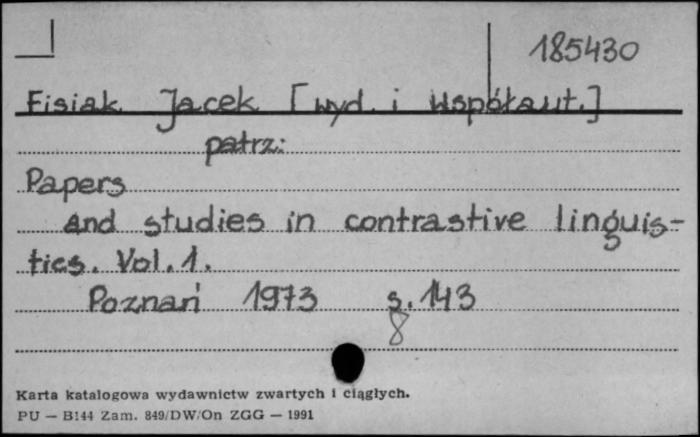 185430
Fisiak Jacek [wyd. i współaut.]
patrz:
Papers
and studies in contrastive linguis-
tics. Vol. 1.
Poznań 1973 s. 143
8
Karta katalogowa wydawnictw zwartych i ciągłych.
PU — B144 Zam. 849/DW/On ZGG — 1991